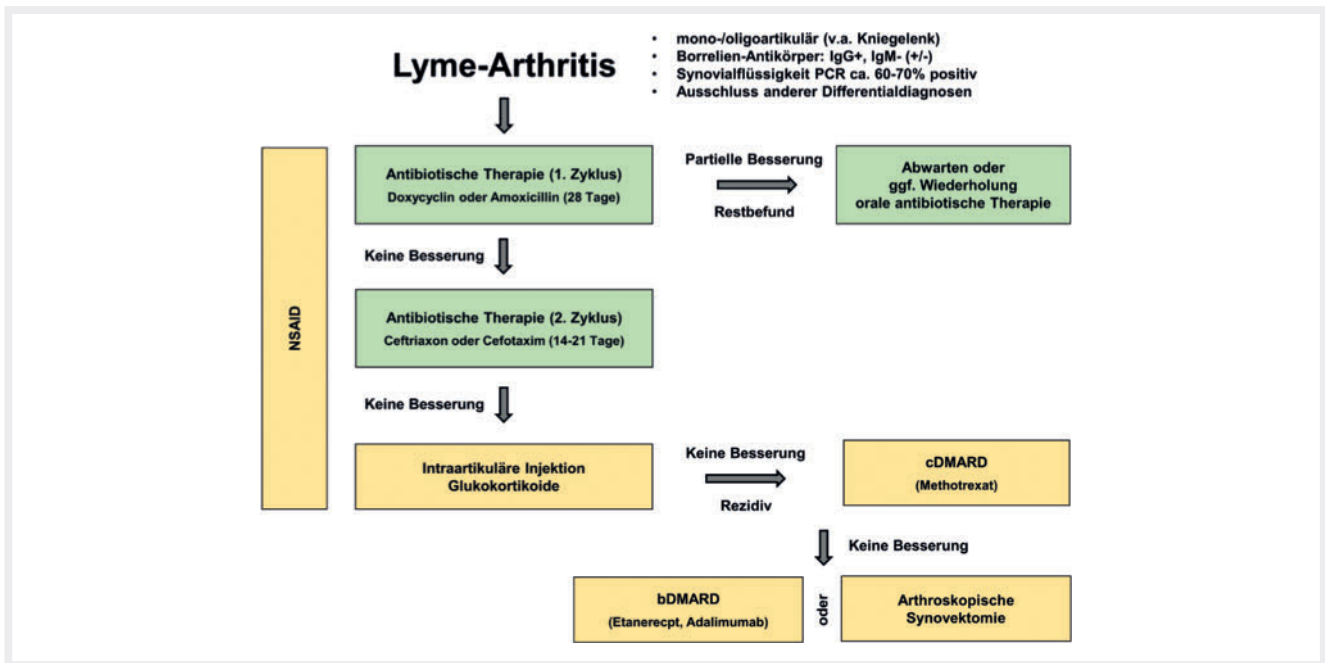 Lyme-Arthritis
• mono-/oligoartikulär (v.a. Kniegelenk)
• Borrelien-Antikörper: IgG+, IgM- (+/-)
• Synovialflüssigkeit PCR ca. 60-70% positiv
• Ausschluss anderer Differentialdiagnosen
NSAID
Antibiotische Therapie (1. Zyklus)
Doxycyclin oder Amoxicillin (28 Tage)
Partielle Besserung
Restbefund
Abwarten oder
ggf. Wiederholung
orale antibiotische Therapie
Keine Besserung
Antibiotische Therapie (2. Zyklus)
Ceftriaxon oder Cefotaxim (14-21 Tage)
Keine Besserung
Intraartikuläre Injektion
Glukokortikoide
Keine Besserung
Rezidiv
cDMARD
(Methotrexat)
Keine Besserung
bDMARD
(Etanerecpt, Adalimumab)
oder
Arthroskopische
Synovektomie